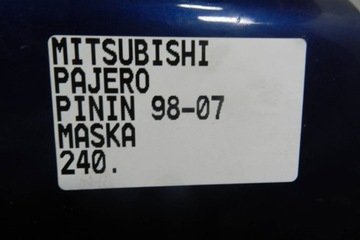 MITSUBISHI
PAJERO
PININ 98-07
MASKA
240.